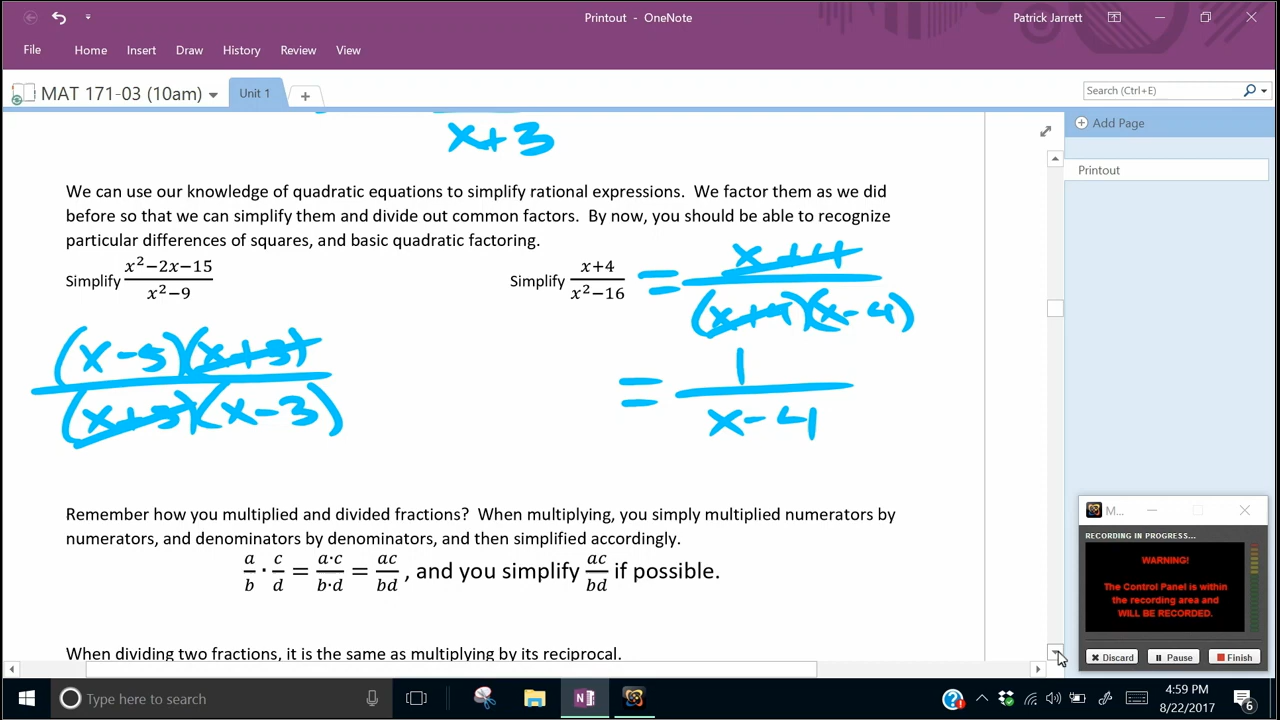 Printout - OneNote
Patrick Jarrett
File Home Insert Draw History Review View
MAT 171-03 (10am)
Unit 1
+
Search (Ctrl+E)
Add Page
Printout
x+3
We can use our knowledge of quadratic equations to simplify rational expressions. We factor them as we did
before so that we can simplify them and divide out common factors. By now, you should be able to recognize
particular differences of squares, and basic quadratic factoring.
Simplify x²−2x−15 / x²−9
Simplify x+4 / x²−16 = x+4 / (x+4)(x-4)
(x-5)(x+3) / (x+3)(x-3)
= 1 / x-4
Remember how you multiplied and divided fractions? When multiplying, you simply multiplied numerators by
numerators, and denominators by denominators, and then simplified accordingly.
a/b · c/d = a·c/b·d = ac/bd , and you simplify ac/bd if possible.
When dividing two fractions, it is the same as multiplying by its reciprocal.
M...
RECORDING IN PROGRESS...
WARNING!
The Control Panel is within
the recording area and
WILL BE RECORDED.
Discard Pause Finish
Type here to search
4:59 PM
8/22/2017
6